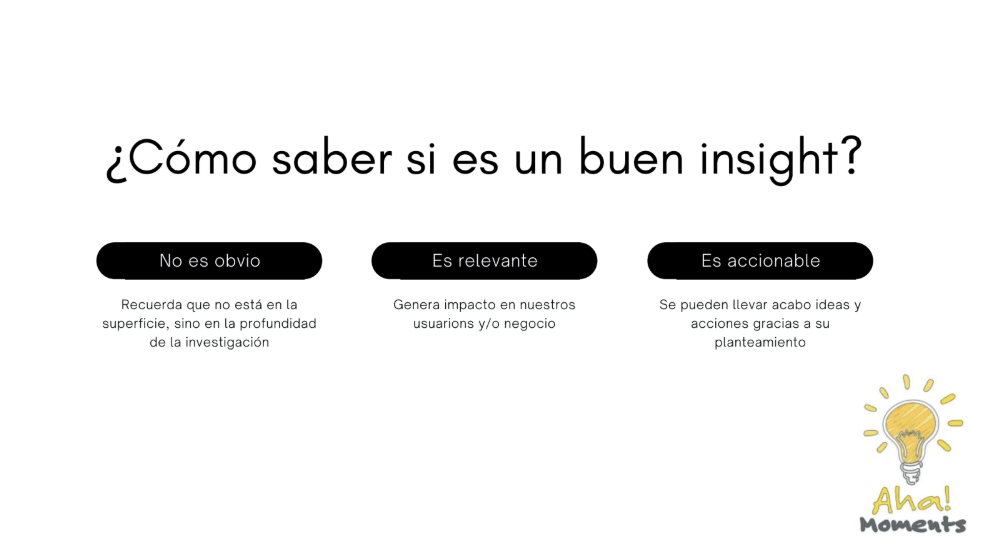 ¿Cómo saber si es un buen insight?
No es obvio
Recuerda que no está en la
superficie, sino en la profundidad
de la investigación
Es relevante
Genera impacto en nuestros
usuarions y/o negocio
Es accionable
Se pueden llevar acabo ideas y
acciones gracias a su
planteamiento
Aha!
Moments